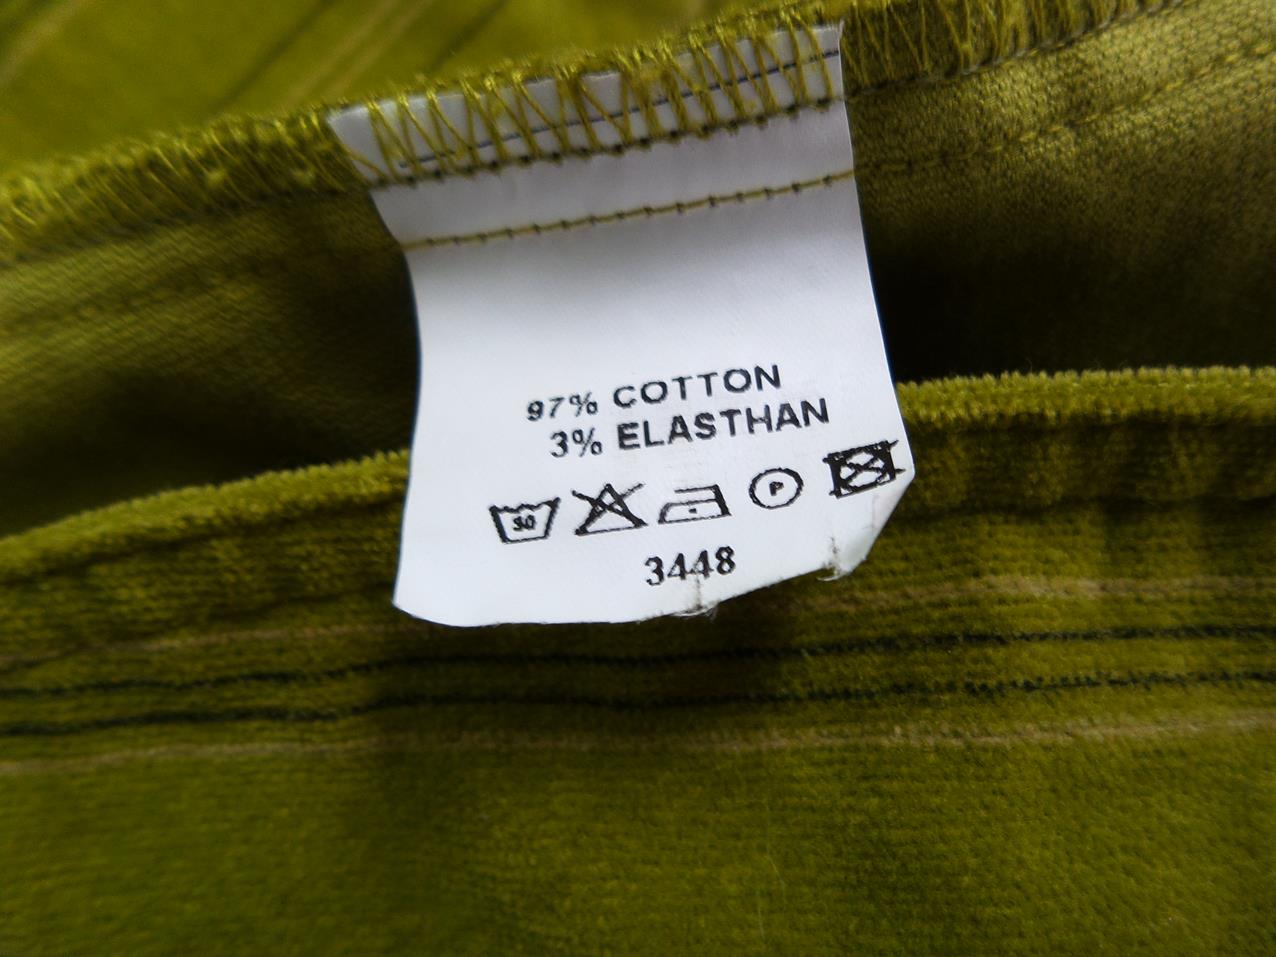 97% COTTON
3% ELASTHAN
30 P
3448